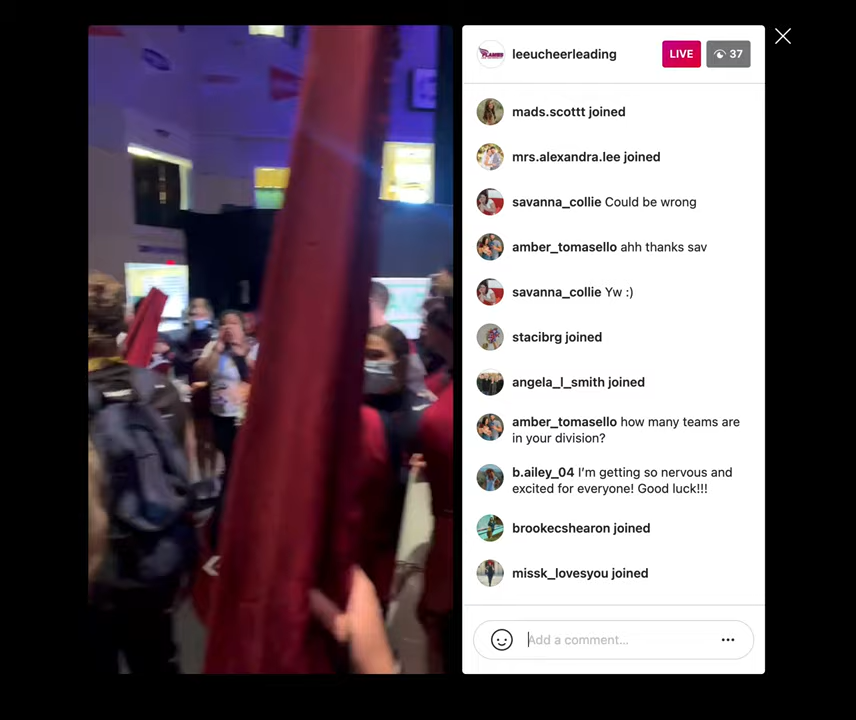 leeucheerleading
LIVE
37
mads.scottt joined
mrs.alexandra.lee joined
savanna_collie Could be wrong
amber_tomasello ahh thanks sav
savanna_collie Yw :)
stacibrg joined
angela_l_smith joined
amber_tomasello how many teams are
in your division?
b.ailey_04 I'm getting so nervous and
excited for everyone! Good luck!!!
brookecshearon joined
missk_lovesyou joined
Add a comment...